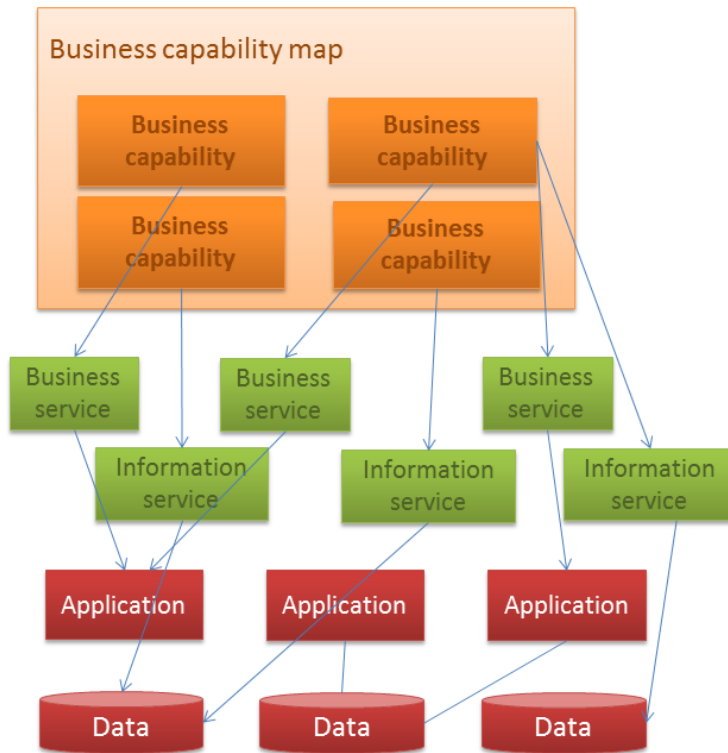 Business capability map
Business
capability
Business
capability
Business
capability
Business
capability
Business
service
Business
service
Business
service
Information
service
Information
service
Information
service
Application
Application
Application
Data
Data
Data